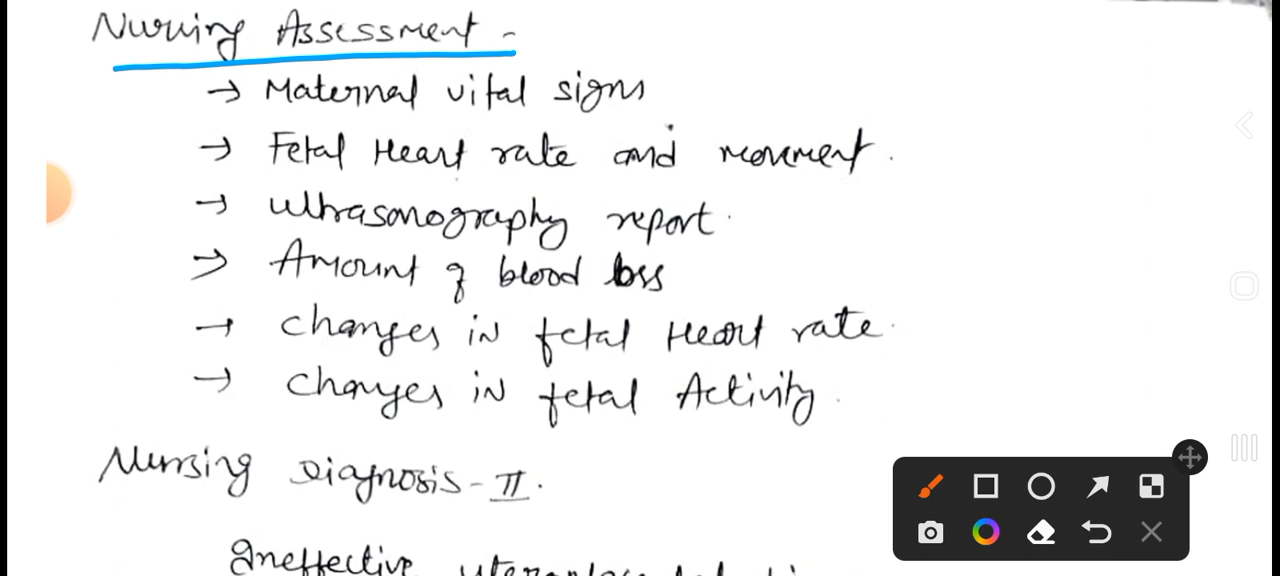 Nursing Assessment -
→ Maternal vital signs
→ Fetal Heart rate and movement.
→ ultrasonography report.
→ Amount of blood loss
→ changes in fetal Heart rate.
→ changes in fetal Activity.
Nursing Diagnosis - II.
Ineffective